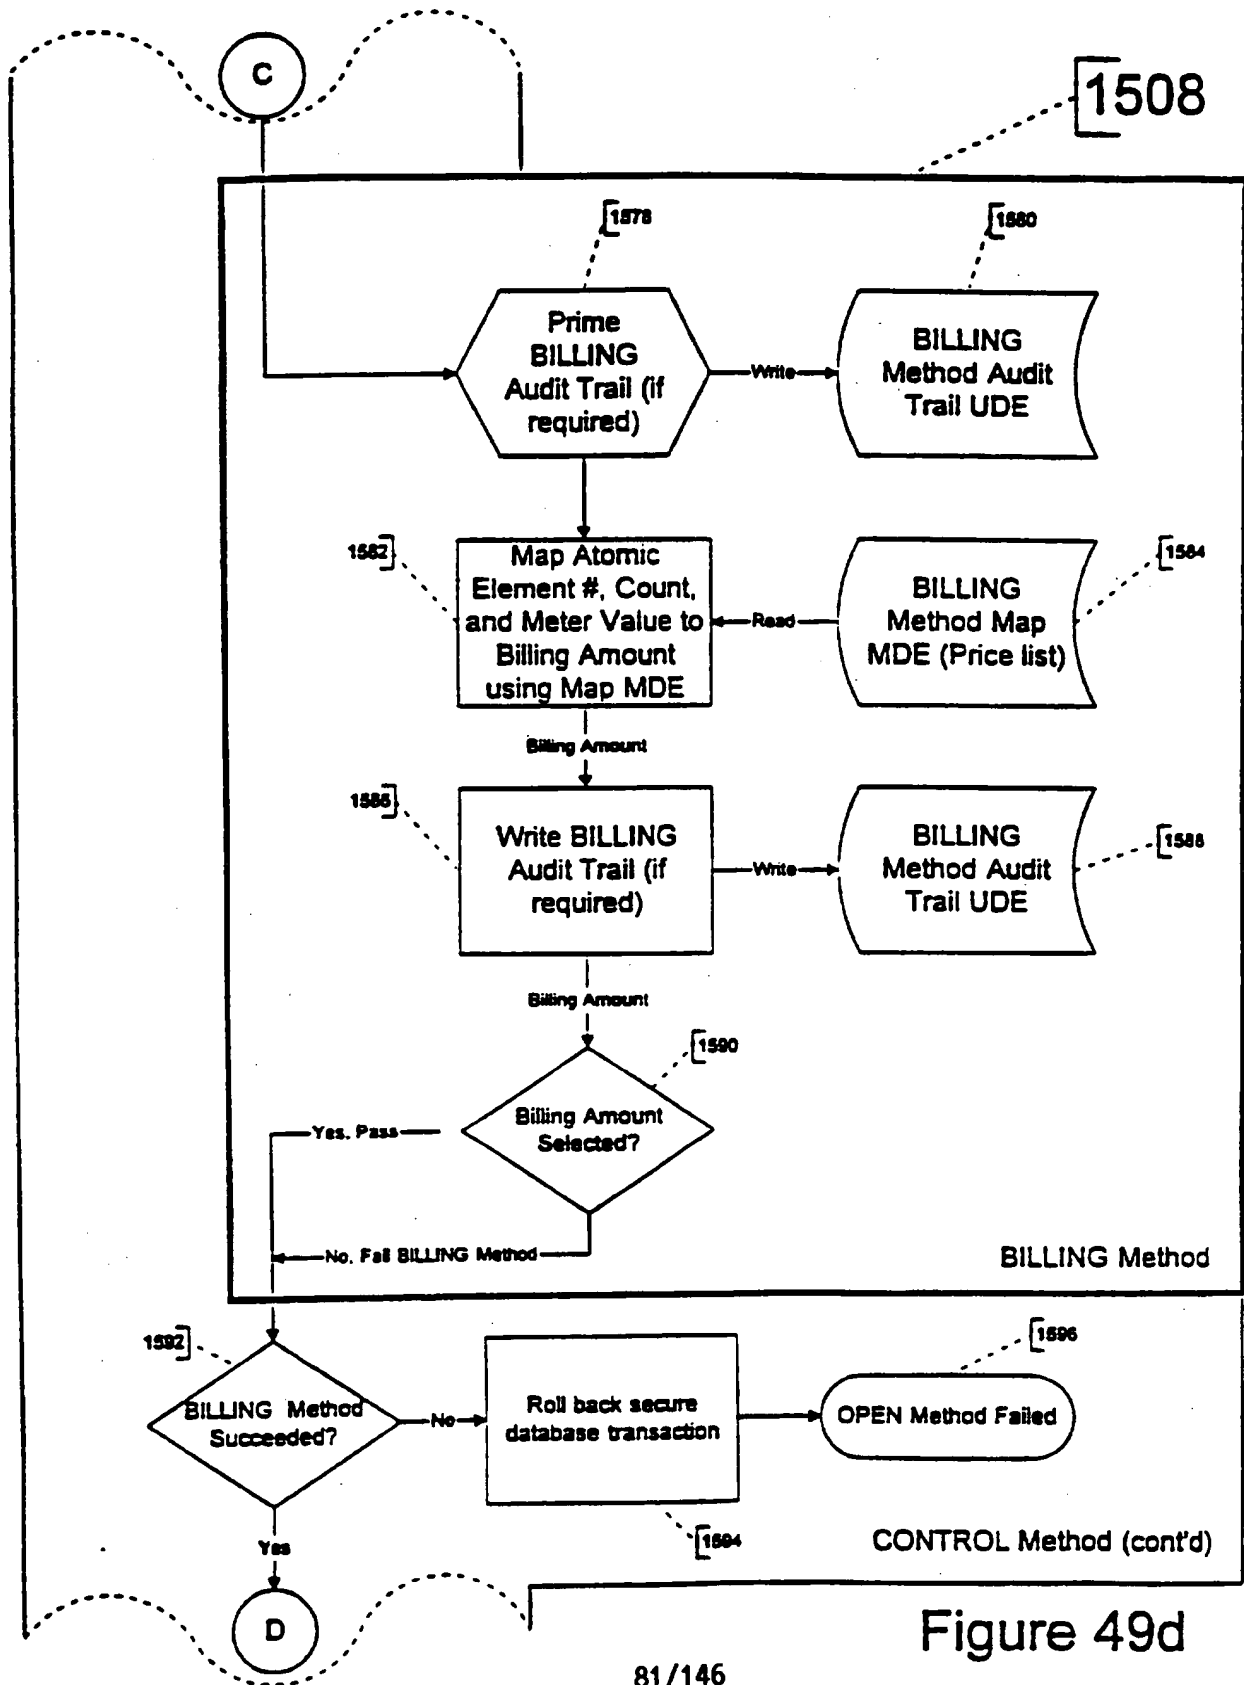 C
1508
1578
1580
Prime
BILLING
Audit Trail (if
required)
Write
BILLING
Method Audit
Trail UDE
1582
1584
Map Atomic
Element #, Count,
and Meter Value to
Billing Amount
using Map MDE
Read
BILLING
Method Map
MDE (Price list)
Billing Amount
1586
1588
Write BILLING
Audit Trail (if
required)
Write
BILLING
Method Audit
Trail UDE
Billing Amount
1590
Billing Amount
Selected?
Yes, Pass
No, Fail BILLING Method
BILLING Method
1592
1596
BILLING Method
Succeeded?
No
Roll back secure
database transaction
OPEN Method Failed
1594
Yes
CONTROL Method (cont'd)
D
Figure 49d
81/146